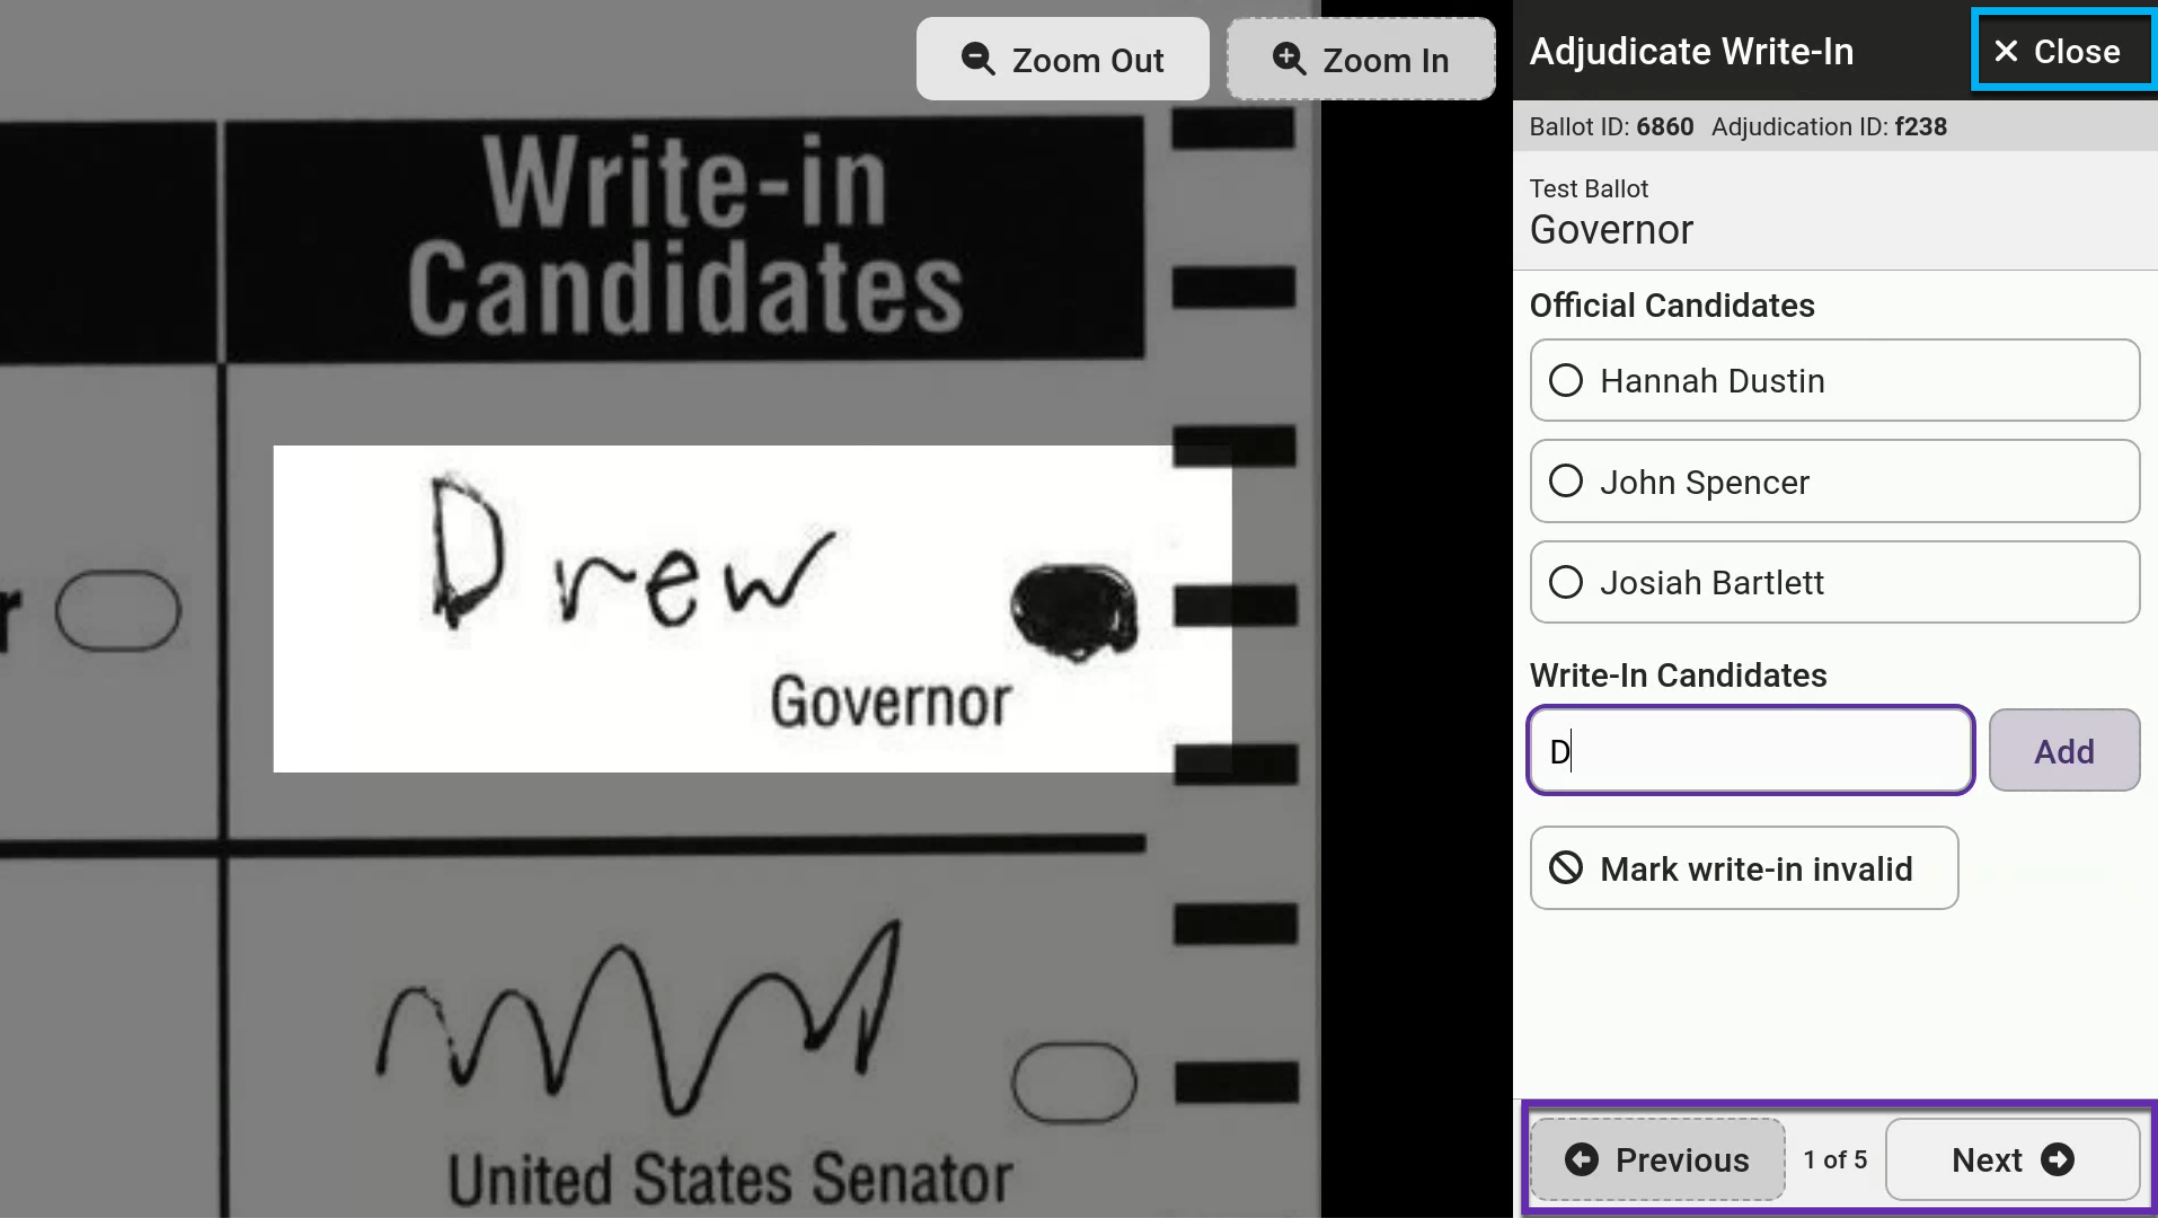 Zoom Out
Zoom In
Write-in
Candidates
r
Drew
Governor
United States Senator
Adjudicate Write-In
Close
Ballot ID: 6860 Adjudication ID: f238
Test Ballot
Governor
Official Candidates
Hannah Dustin
John Spencer
Josiah Bartlett
Write-In Candidates
D
Add
Mark write-in invalid
Previous
1 of 5
Next